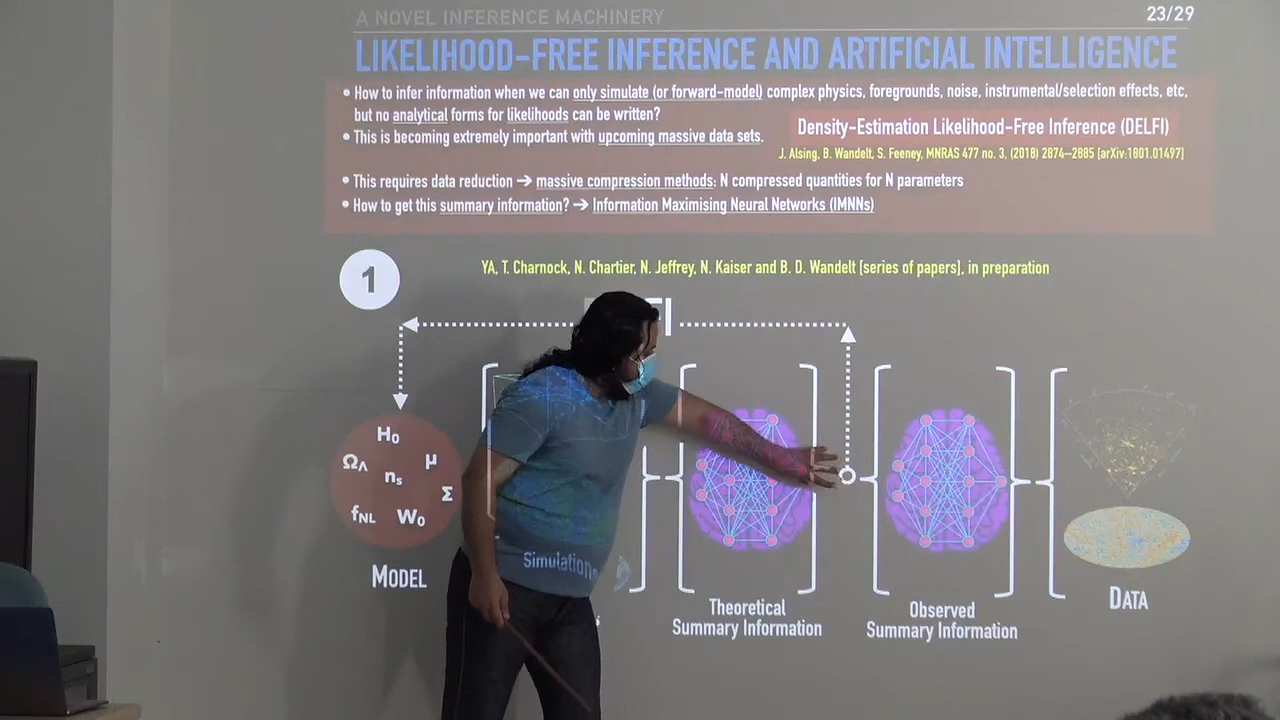 A NOVEL INFERENCE MACHINERY
23/29
LIKELIHOOD-FREE INFERENCE AND ARTIFICIAL INTELLIGENCE
• How to infer information when we can only simulate (or forward-model) complex physics, foregrounds, noise, instrumental/selection effects, etc,
but no analytical forms for likelihoods can be written?
• This is becoming extremely important with upcoming massive data sets.
Density-Estimation Likelihood-Free Inference (DELFI)
J. Alsing, B. Wandelt, S. Feeney, MNRAS 477 no. 3, (2018) 2874–2885 [arXiv:1801.01497]
• This requires data reduction → massive compression methods: N compressed quantities for N parameters
• How to get this summary information? → Information Maximising Neural Networks (IMNNs)
1
YA, T. Charnock, N. Chartier, N. Jeffrey, N. Kaiser and B. D. Wandelt [series of papers], in preparation
H₀
Ω_Λ
n_s
μ
Σ
f_NL
W₀
MODEL
Simulations
Theoretical
Summary Information
Observed
Summary Information
DATA